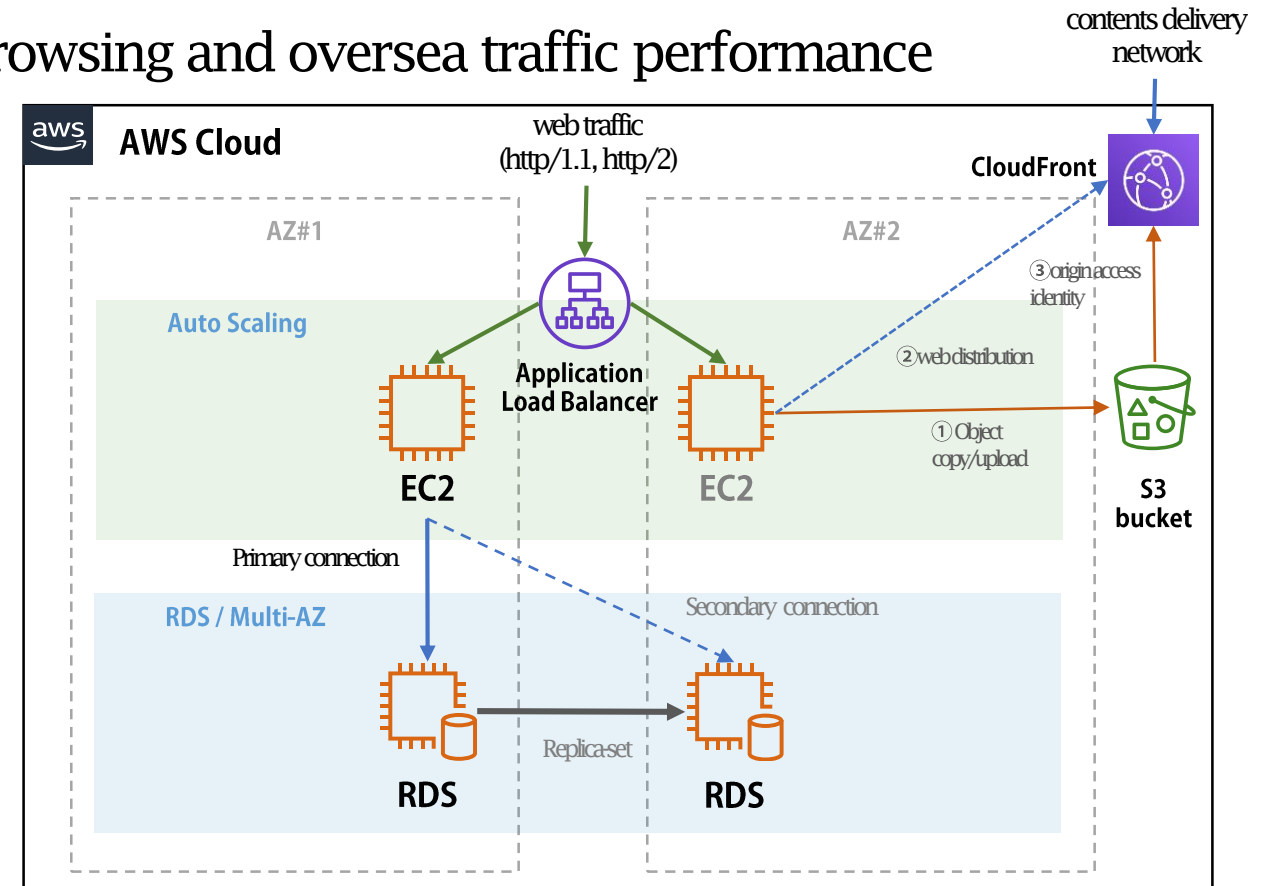 contents delivery
network
rowsing and oversea traffic performance
aws
AWS Cloud
web traffic
(http/1.1, http/2)
CloudFront
AZ#1
AZ#2
③origin access
identity
Auto Scaling
②web distribution
Application
Load Balancer
① Object
copy/upload
EC2
EC2
S3
bucket
Primary connection
RDS / Multi-AZ
Secondary connection
Replica-set
RDS
RDS